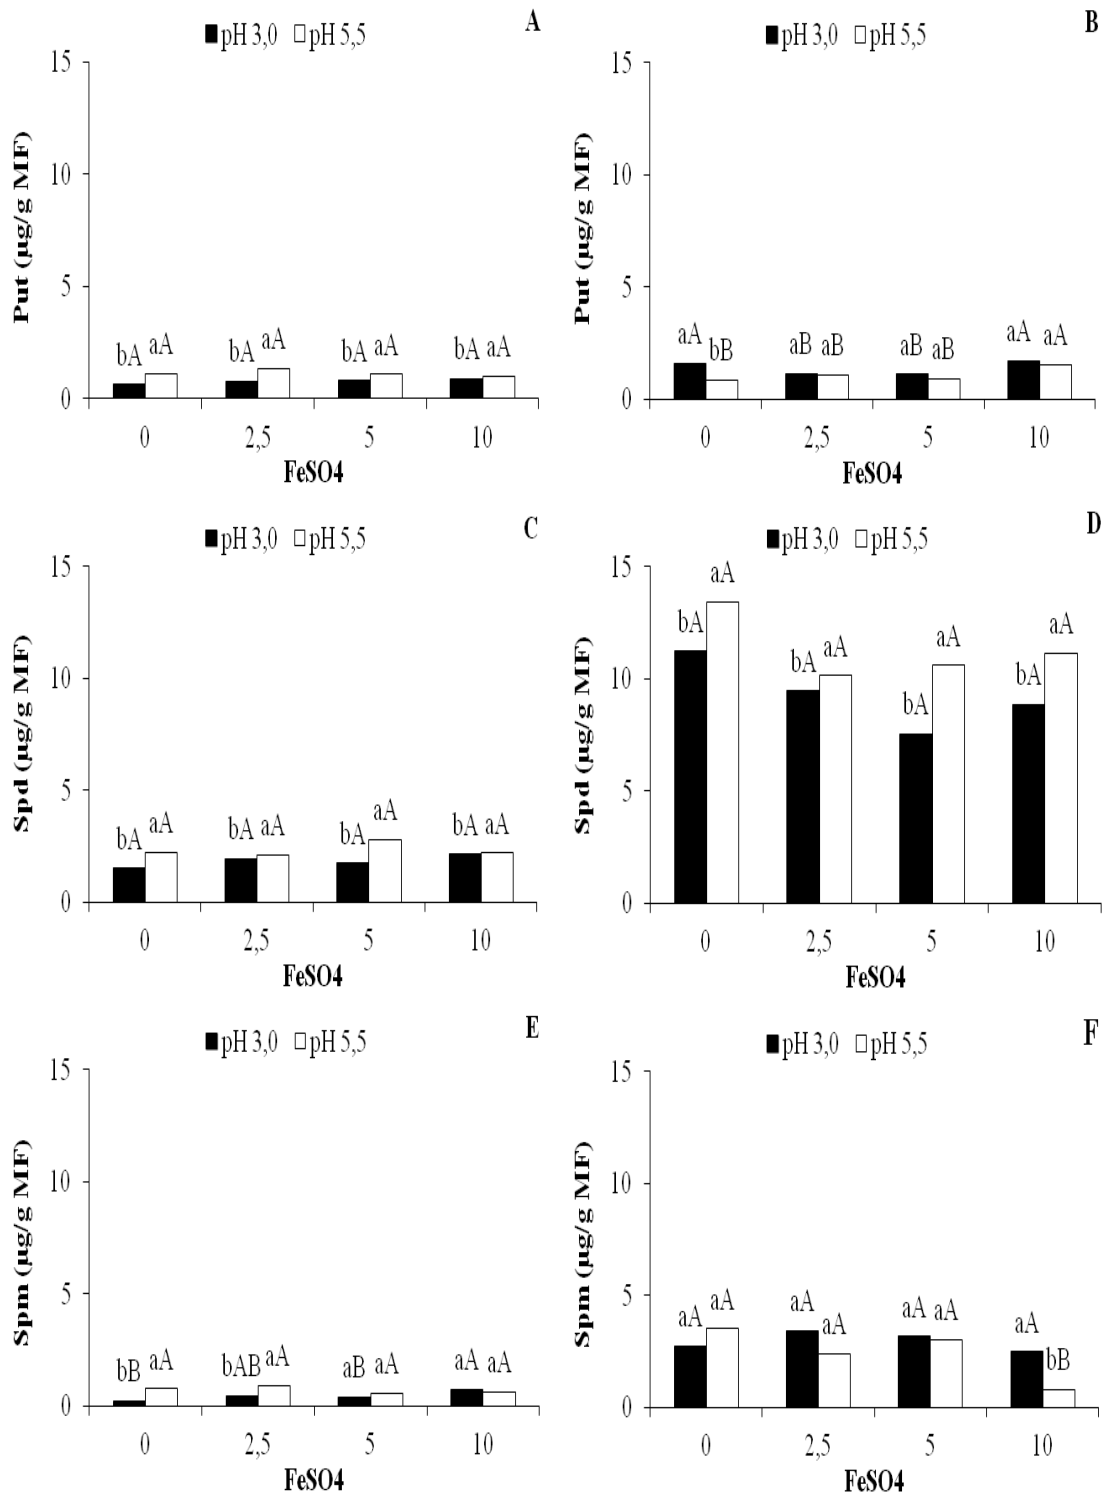 A
pH 3,0 pH 5,5
15
10
5
0
Put (µg/g MF)
bA aA bA aA bA aA bA aA
0 2,5 5 10
FeSO4
B
pH 3,0 pH 5,5
15
10
5
0
Put (µg/g MF)
aA bB aB aB aB aB aA aA
0 2,5 5 10
FeSO4
C
pH 3,0 pH 5,5
15
10
5
0
Spd (µg/g MF)
bA aA bA aA bA aA bA aA
0 2,5 5 10
FeSO4
D
pH 3,0 pH 5,5
15
10
5
0
Spd (µg/g MF)
bA aA bA aA bA aA bA aA
0 2,5 5 10
FeSO4
E
pH 3,0 pH 5,5
15
10
5
0
Spm (µg/g MF)
bB aA bAB aA aB aA aA aA
0 2,5 5 10
FeSO4
F
pH 3,0 pH 5,5
15
10
5
0
Spm (µg/g MF)
aA aA aA aA aA aA aA bB
0 2,5 5 10
FeSO4